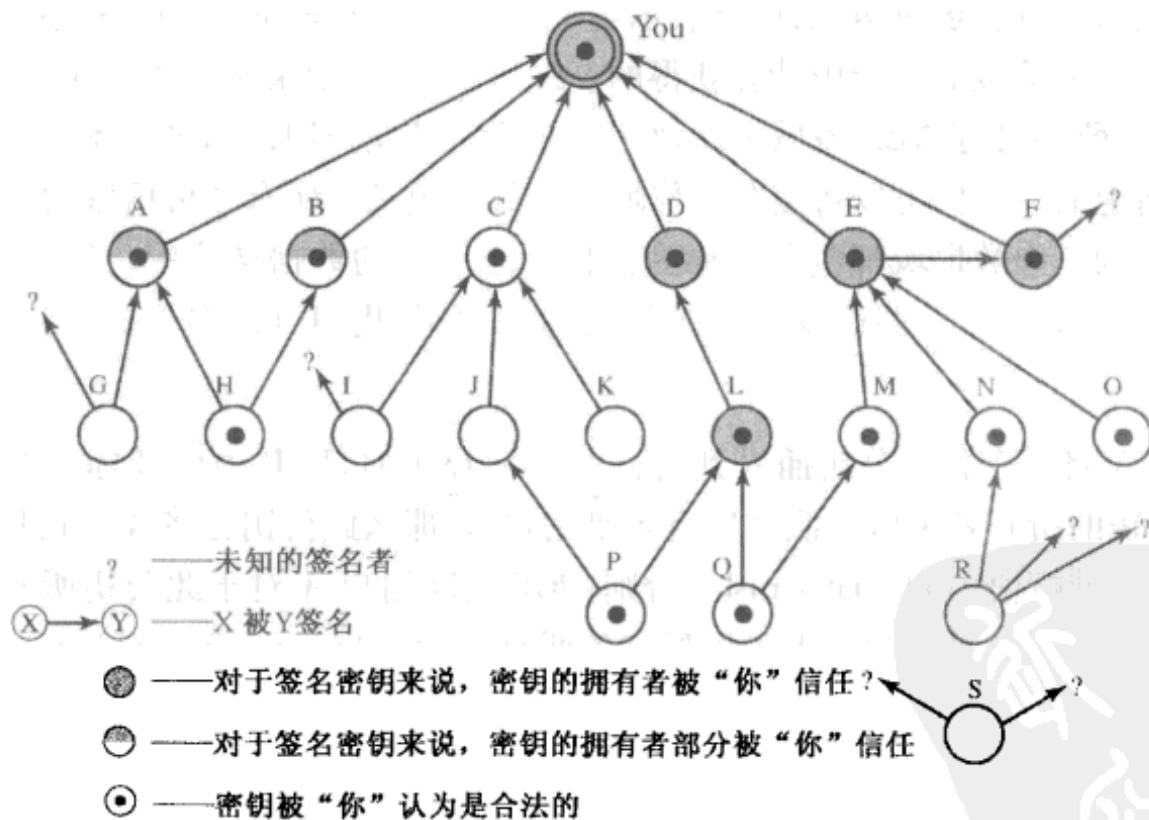 You
A B C D E F ?
?
G H ? I J K L M N O
P Q R ? ?
? ——未知的签名者
X Y ——X 被Y签名
——对于签名密钥来说，密钥的拥有者被“你”信任 ? S ?
——对于签名密钥来说，密钥的拥有者部分被“你”信任
——密钥被“你”认为是合法的